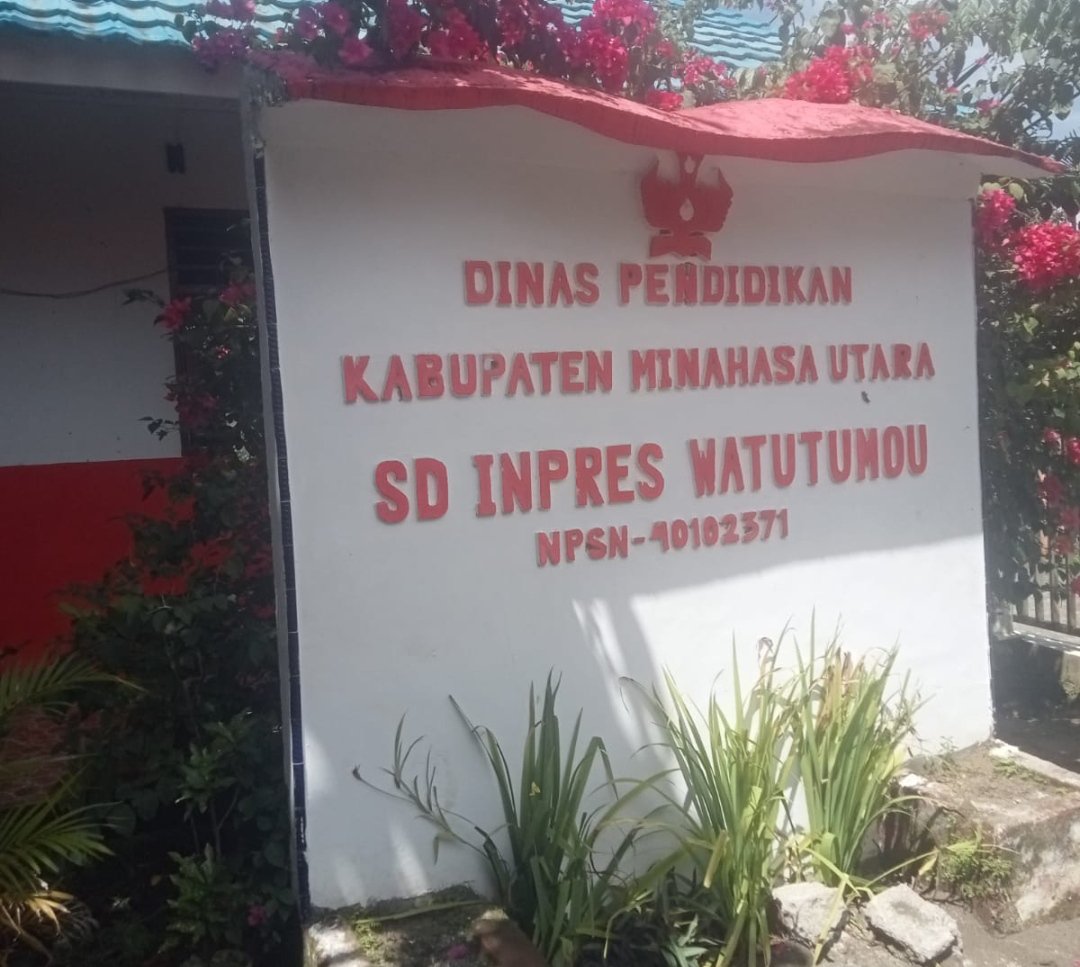 DINAS PENDIDIKAN
KABUPATEN MINAHASA UTARA
SD INPRES WATUTUMOU
NPSN-40102371